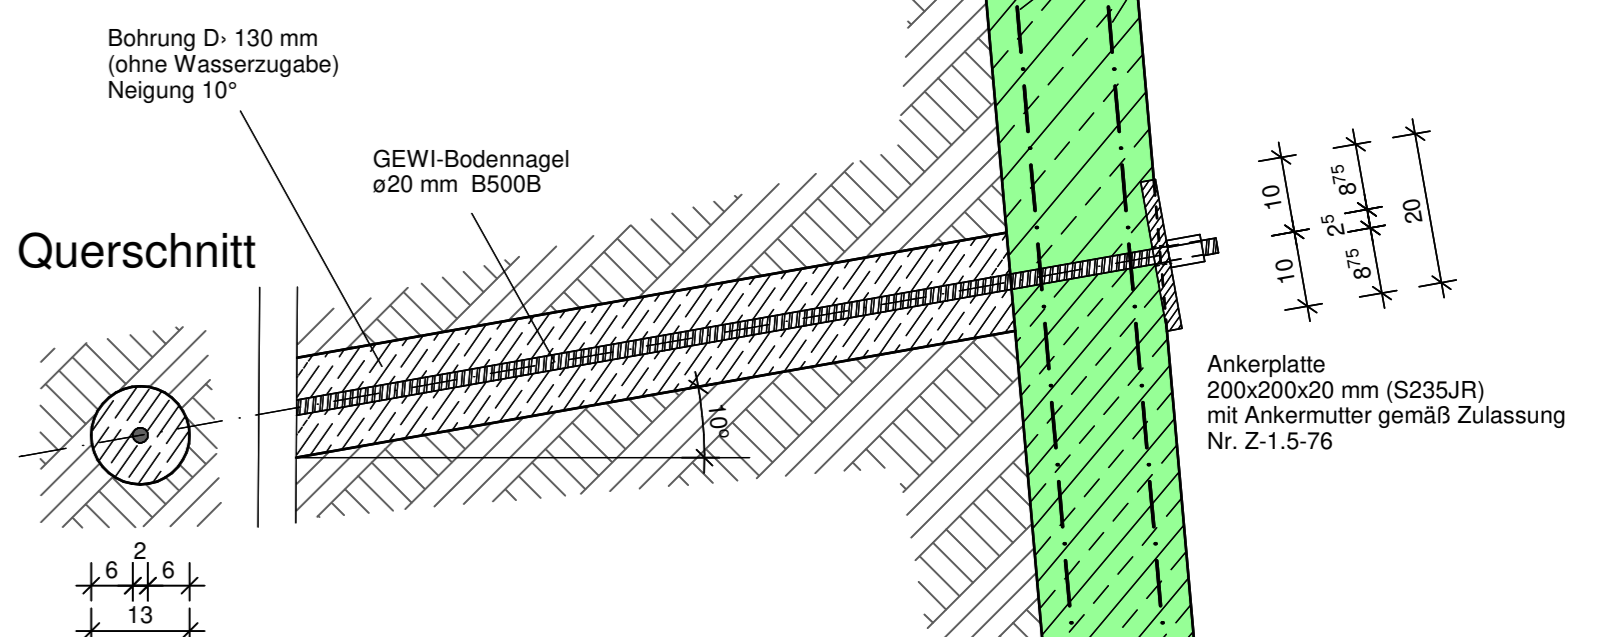 Bohrung D› 130 mm
(ohne Wasserzugabe)
Neigung 10°
GEWI-Bodennagel
ø20 mm B500B
Querschnitt
10°
10
10
8⁷⁵
25
8⁷⁵
20
Ankerplatte
200x200x20 mm (S235JR)
mit Ankermutter gemäß Zulassung
Nr. Z-1.5-76
2
6 6
13